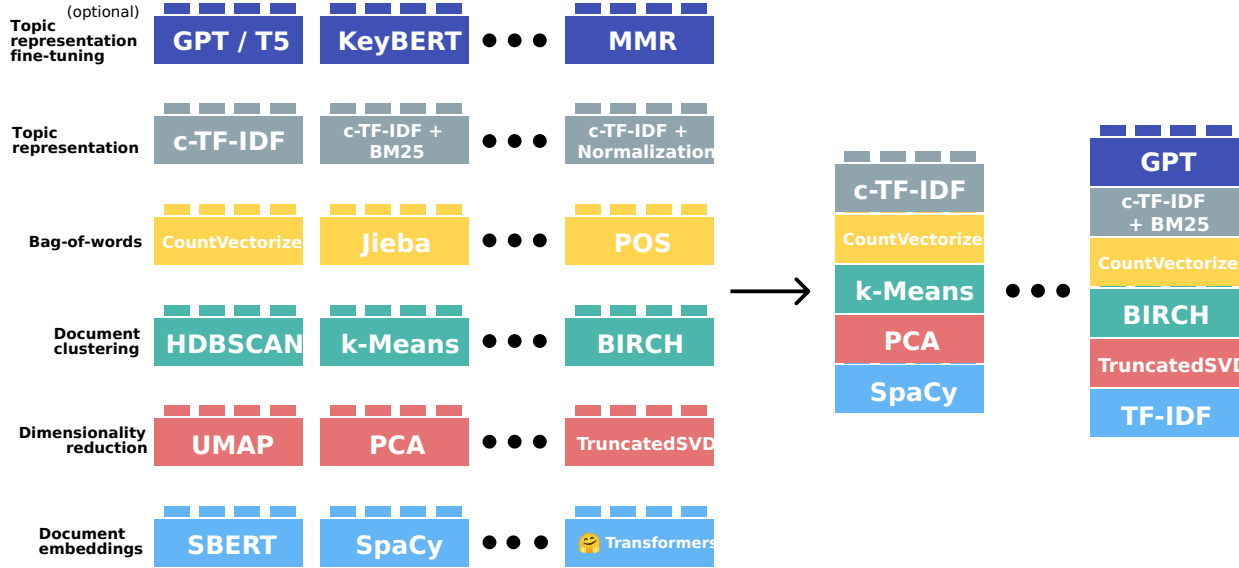 (optional)
Topic
representation
fine-tuning
GPT / T5
KeyBERT
MMR
Topic
representation
c-TF-IDF
c-TF-IDF +
BM25
c-TF-IDF +
Normalization
Bag-of-words
CountVectorize
Jieba
POS
Document
clustering
HDBSCAN
k-Means
BIRCH
Dimensionality
reduction
UMAP
PCA
TruncatedSVD
Document
embeddings
SBERT
SpaCy
🤗 Transformers
c-TF-IDF
CountVectorize
k-Means
PCA
SpaCy
GPT
c-TF-IDF
+ BM25
CountVectorize
BIRCH
TruncatedSVD
TF-IDF